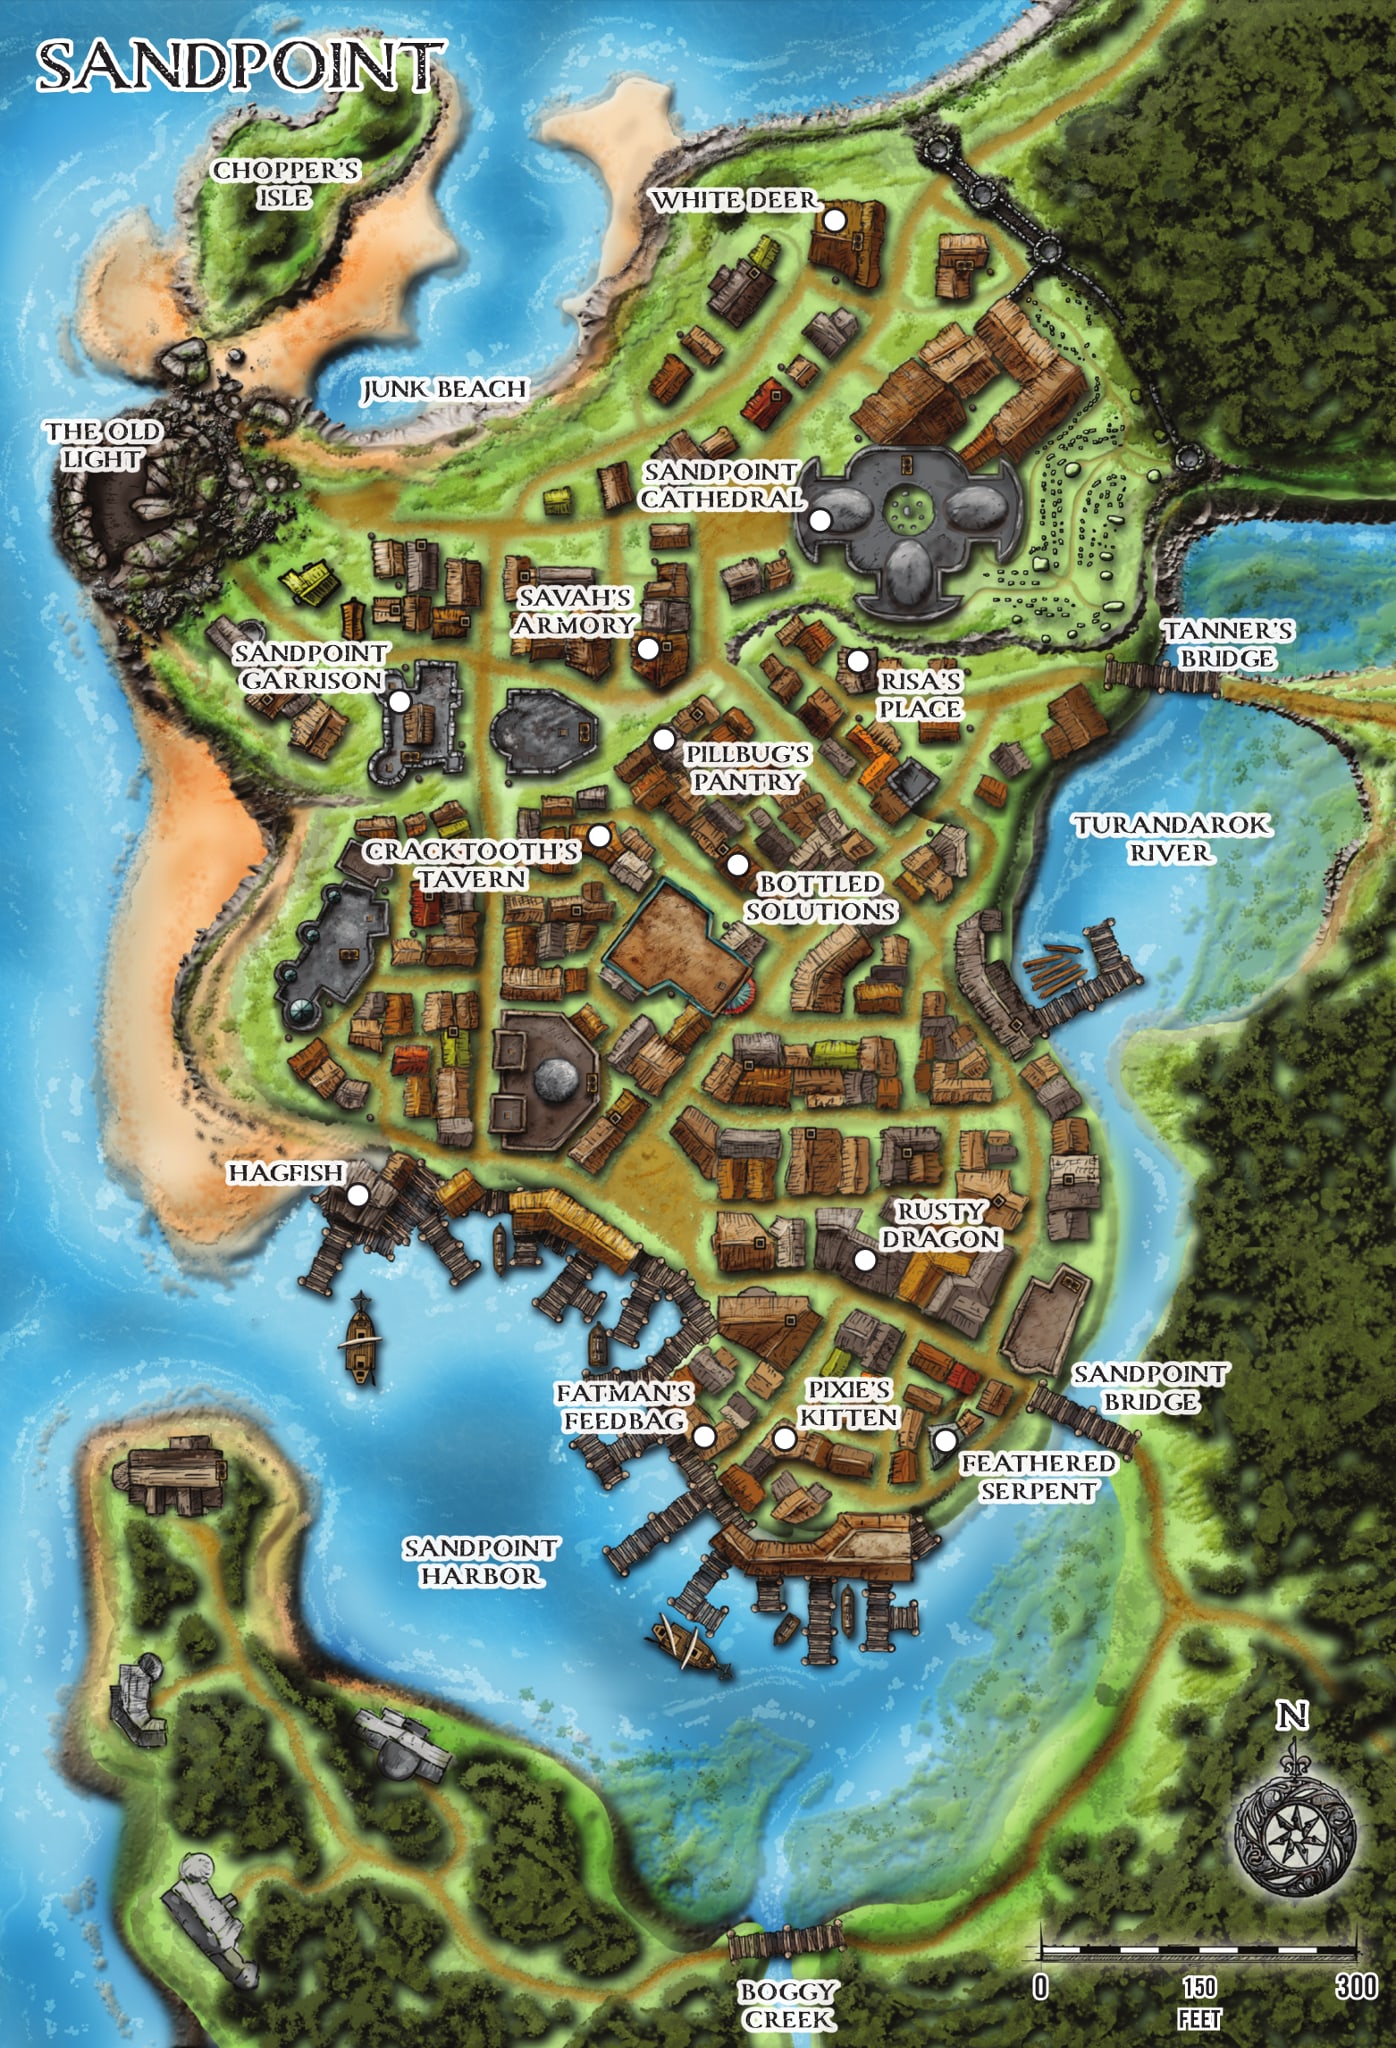 SANDPOINT
CHOPPER'S
ISLE
WHITE DEER
JUNK BEACH
THE OLD
LIGHT
SANDPOINT
CATHEDRAL
SAVAH'S
ARMORY
SANDPOINT
GARRISON
TANNER'S
BRIDGE
RISA'S
PLACE
PILLBUG'S
PANTRY
TURANDAROK
RIVER
CRACKTOOTH'S
TAVERN
BOTTLED
SOLUTIONS
HAGFISH
RUSTY
DRAGON
SANDPOINT
BRIDGE
FATMAN'S
FEEDBAG
PIXIE'S
KITTEN
FEATHERED
SERPENT
SANDPOINT
HARBOR
N
0 150 300
FEET
BOGGY
CREEK